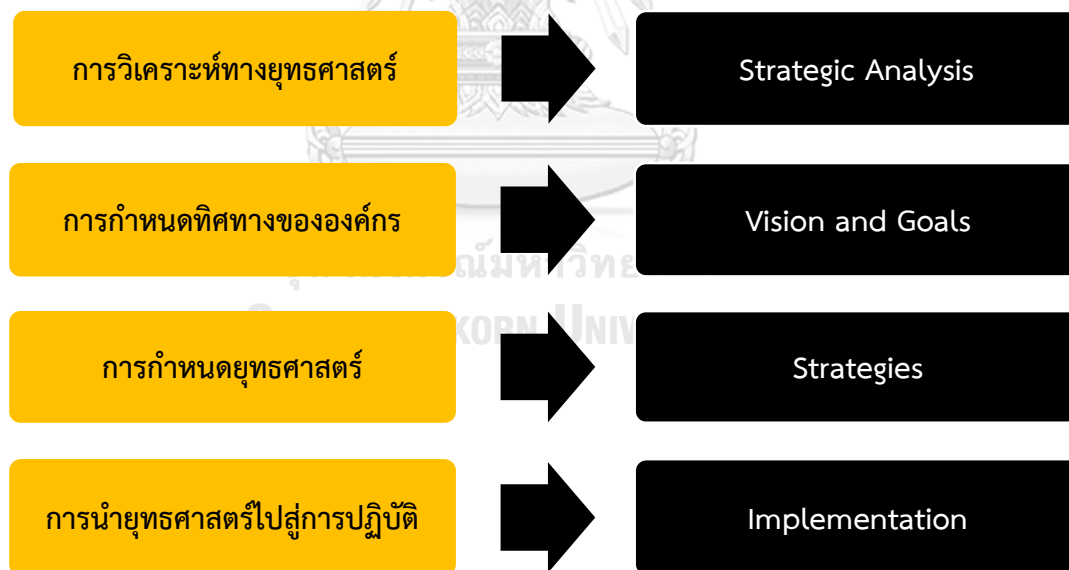 การวิเคราะห์ทางยุทธศาสตร์
Strategic Analysis
การกำหนดทิศทางขององค์กร
Vision and Goals
การกำหนดยุทธศาสตร์
Strategies
การนำยุทธศาสตร์ไปสู่การปฏิบัติ
Implementation